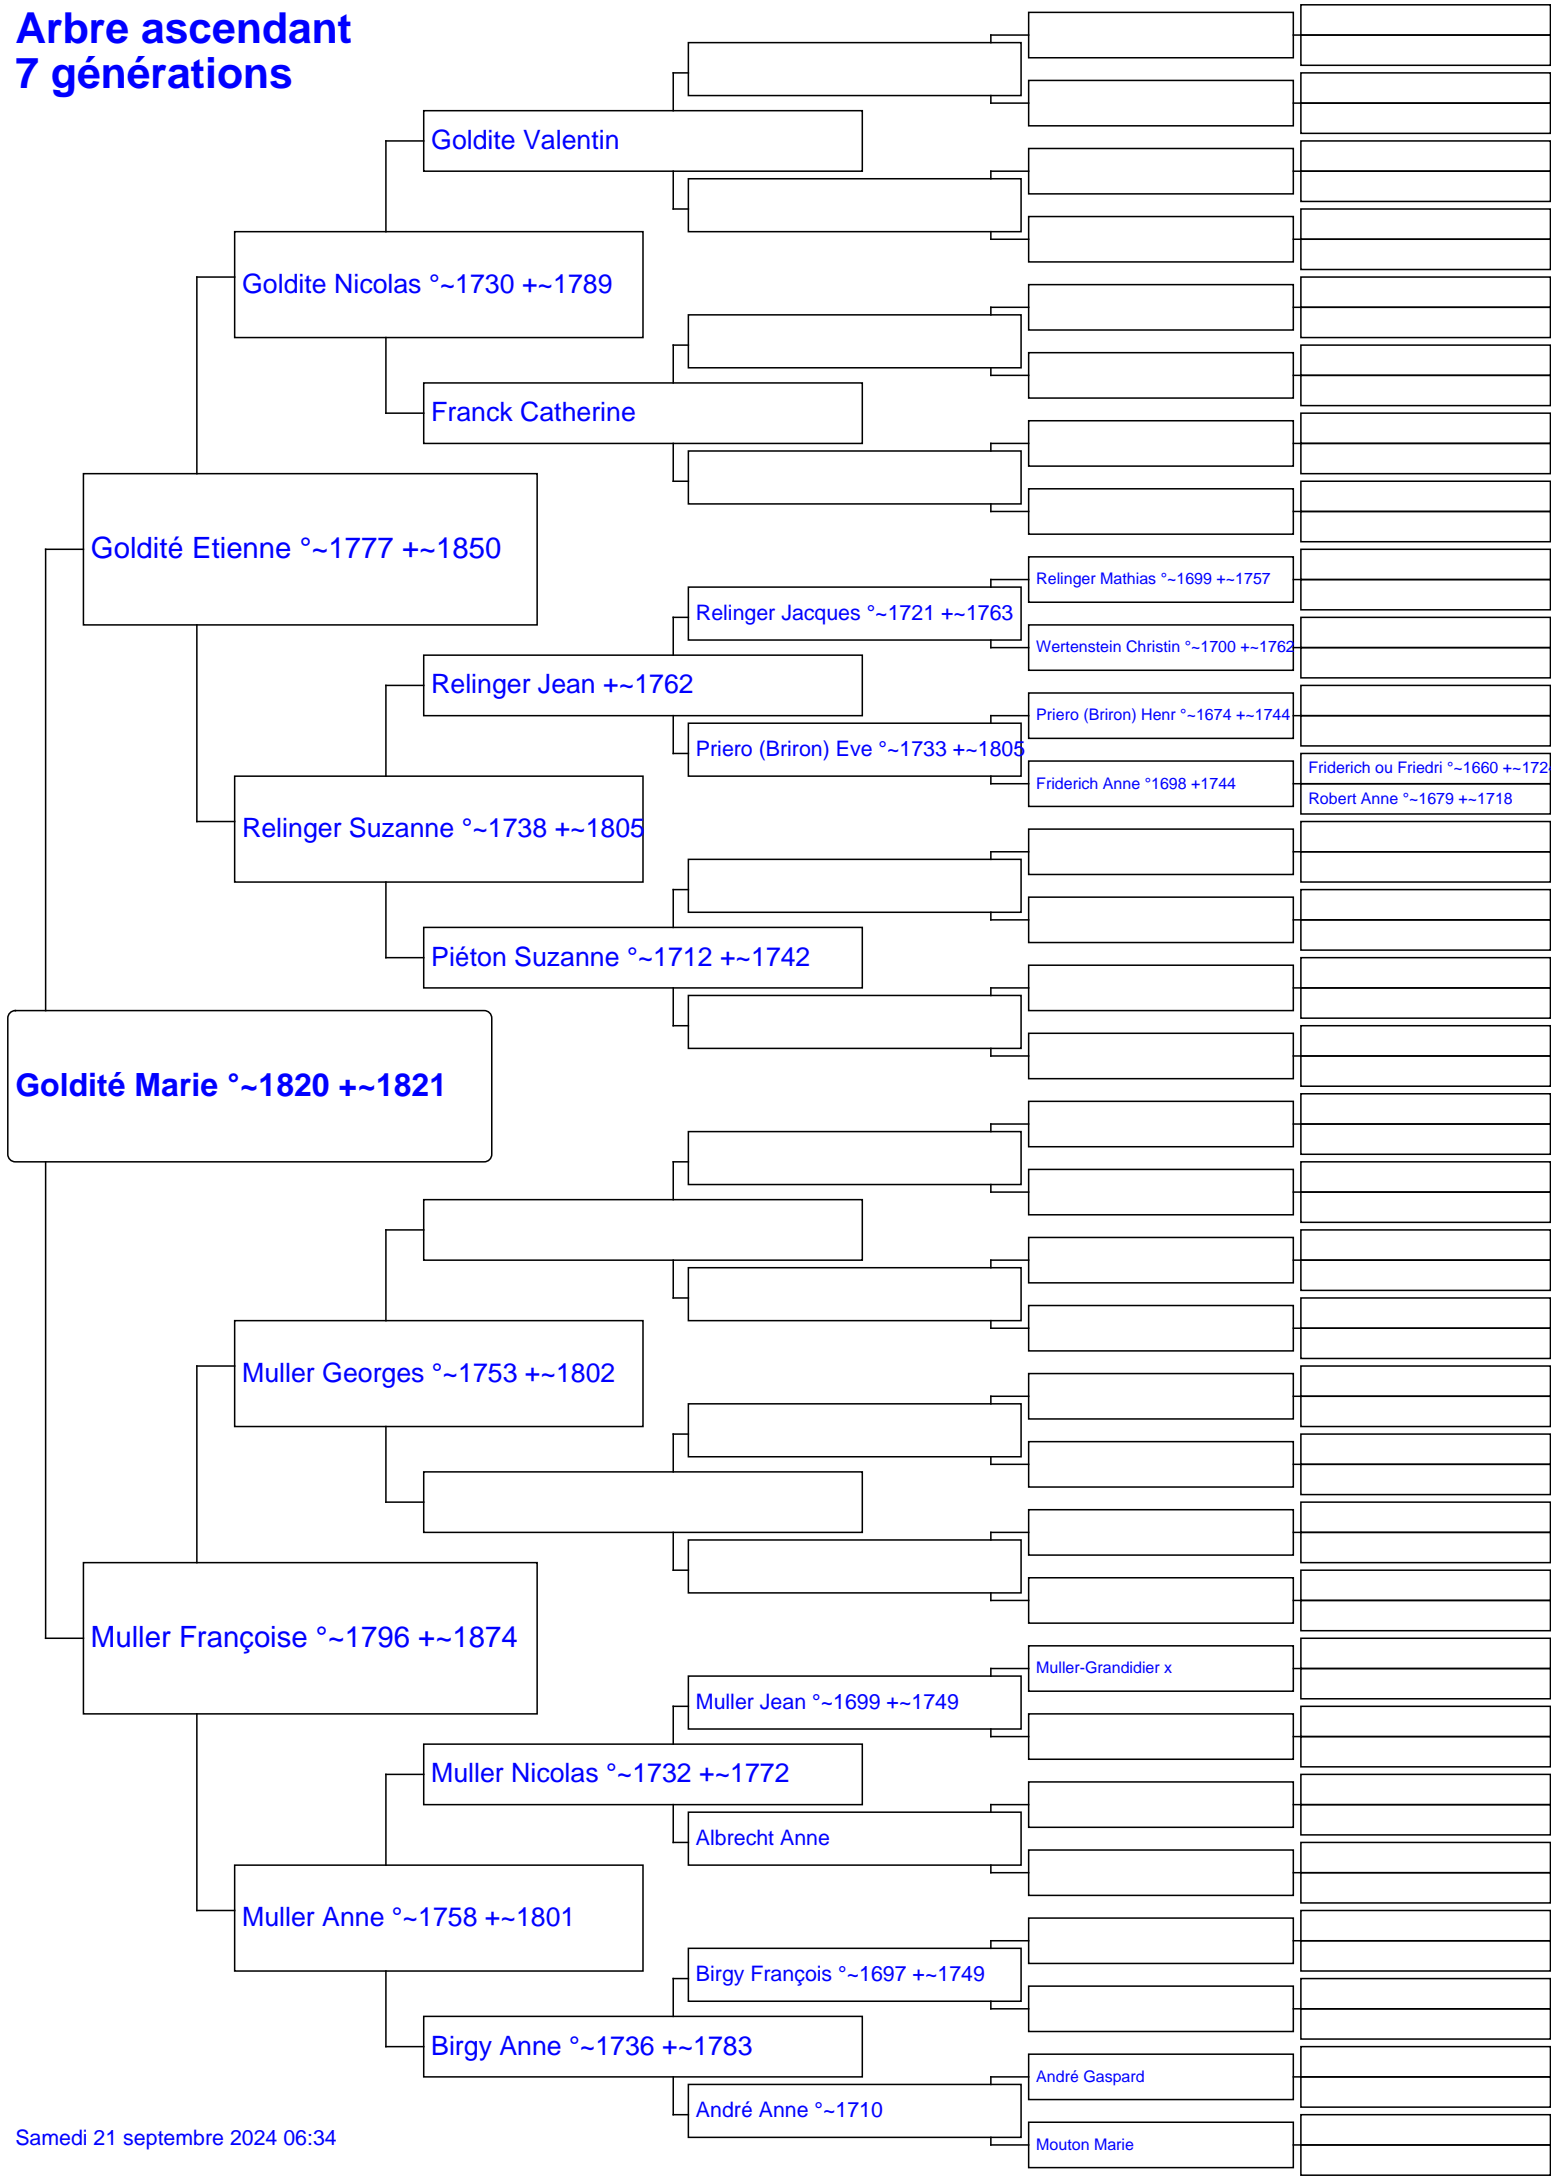 Arbre ascendant
7 générations
Goldite Valentin
Goldite Nicolas °~1730 +~1789
Franck Catherine
Goldité Etienne °~1777 +~1850
Relinger Mathias °~1699 +~1757
Relinger Jacques °~1721 +~1763
Wertenstein Christin °~1700 +~1762
Relinger Jean +~1762
Priero (Briron) Henr °~1674 +~1744
Priero (Briron) Eve °~1733 +~1805
Friderich ou Friedri °~1660 +~172
Friderich Anne °1698 +1744
Robert Anne °~1679 +~1718
Relinger Suzanne °~1738 +~1805
Piéton Suzanne °~1712 +~1742
Goldité Marie °~1820 +~1821
Muller Georges °~1753 +~1802
Muller Françoise °~1796 +~1874
Muller-Grandidier x
Muller Jean °~1699 +~1749
Muller Nicolas °~1732 +~1772
Albrecht Anne
Muller Anne °~1758 +~1801
Birgy François °~1697 +~1749
Birgy Anne °~1736 +~1783
André Gaspard
André Anne °~1710
Mouton Marie
Samedi 21 septembre 2024 06:34